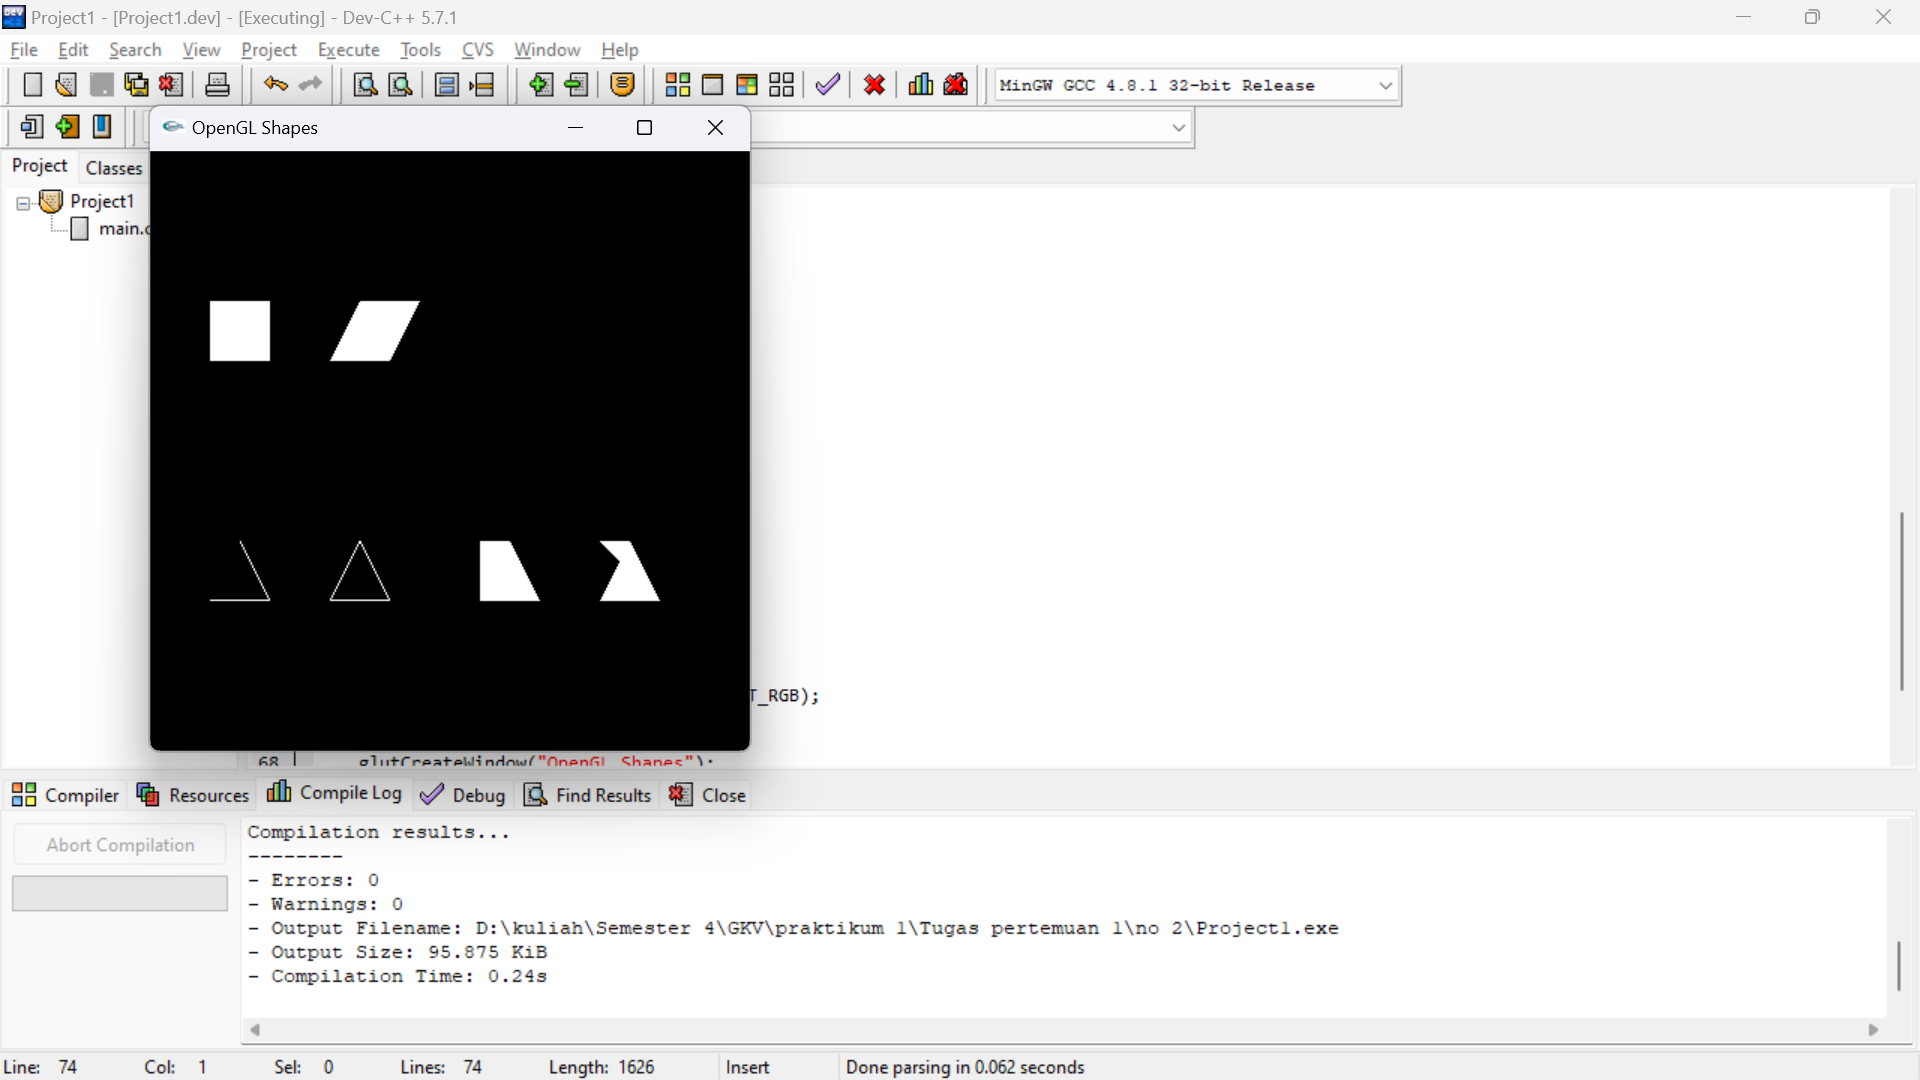 Project1 - [Project1.dev] - [Executing] - Dev-C++ 5.7.1
File Edit Search View Project Execute Tools CVS Window Help
MinGW GCC 4.8.1 32-bit Release
OpenGL Shapes
Project Classes
Project1
main.c
T_RGB);
68 glutCreateWindow("OpenGL Shapes");
Compiler Resources Compile Log Debug Find Results Close
Abort Compilation
Compilation results...
--------
- Errors: 0
- Warnings: 0
- Output Filename: D:\kuliah\Semester 4\GKV\praktikum 1\Tugas pertemuan 1\no 2\Project1.exe
- Output Size: 95.875 KiB
- Compilation Time: 0.24s
Line: 74 Col: 1 Sel: 0 Lines: 74 Length: 1626 Insert Done parsing in 0.062 seconds